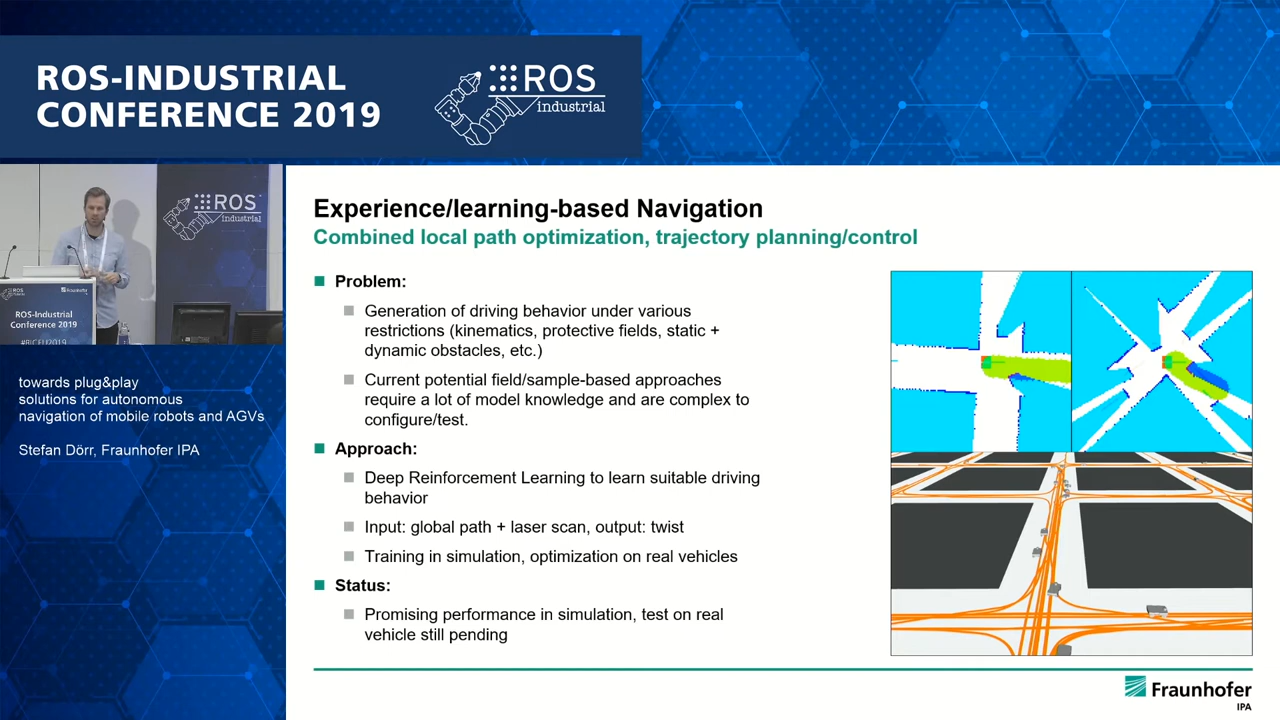 ROS-INDUSTRIAL
CONFERENCE 2019
ROS
industrial
ROS
industrial
ROS
industrial
Fraunhofer
ROS-Industrial
Conference 2019
towards plug&play
solutions for autonomous
navigation of mobile robots and AGVs
Stefan Dörr, Fraunhofer IPA
Experience/learning-based Navigation
Combined local path optimization, trajectory planning/control
Problem:
Generation of driving behavior under various
restrictions (kinematics, protective fields, static +
dynamic obstacles, etc.)
Current potential field/sample-based approaches
require a lot of model knowledge and are complex to
configure/test.
Approach:
Deep Reinforcement Learning to learn suitable driving
behavior
Input: global path + laser scan, output: twist
Training in simulation, optimization on real vehicles
Status:
Promising performance in simulation, test on real
vehicle still pending
Fraunhofer
IPA